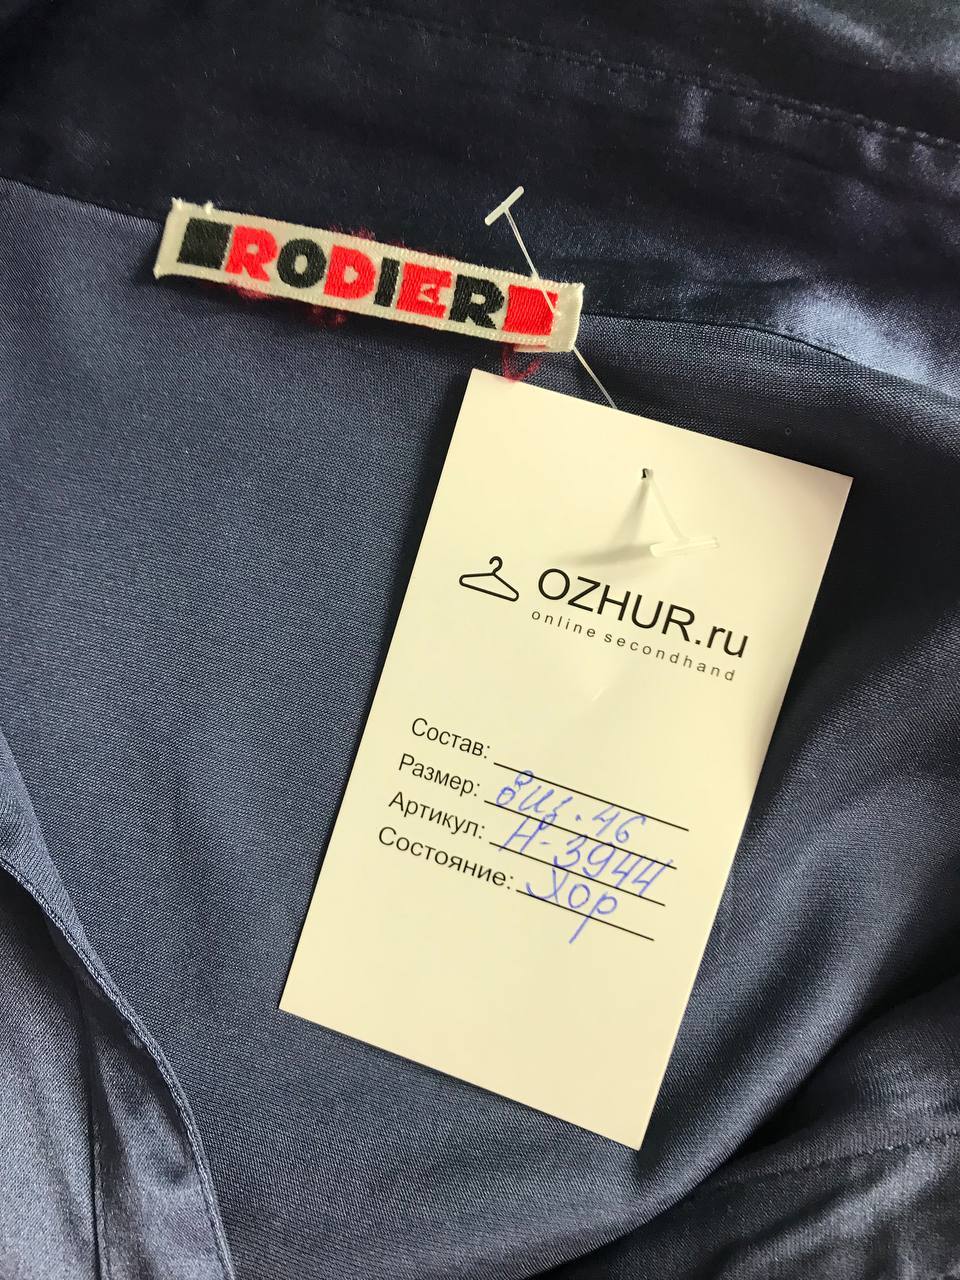 RODIER
OZHUR.ru
online secondhand
Состав:
Размер: виз. 46
Артикул: Н-3944
Состояние: Хор